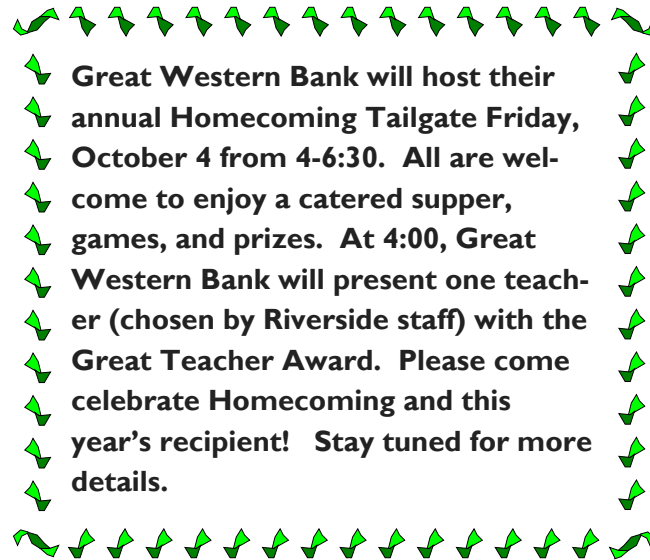 Great Western Bank will host their
annual Homecoming Tailgate Friday,
October 4 from 4-6:30.  All are wel-
come to enjoy a catered supper,
games, and prizes.  At 4:00, Great
Western Bank will present one teach-
er (chosen by Riverside staff) with the
Great Teacher Award.  Please come
celebrate Homecoming and this
year’s recipient!   Stay tuned for more
details.